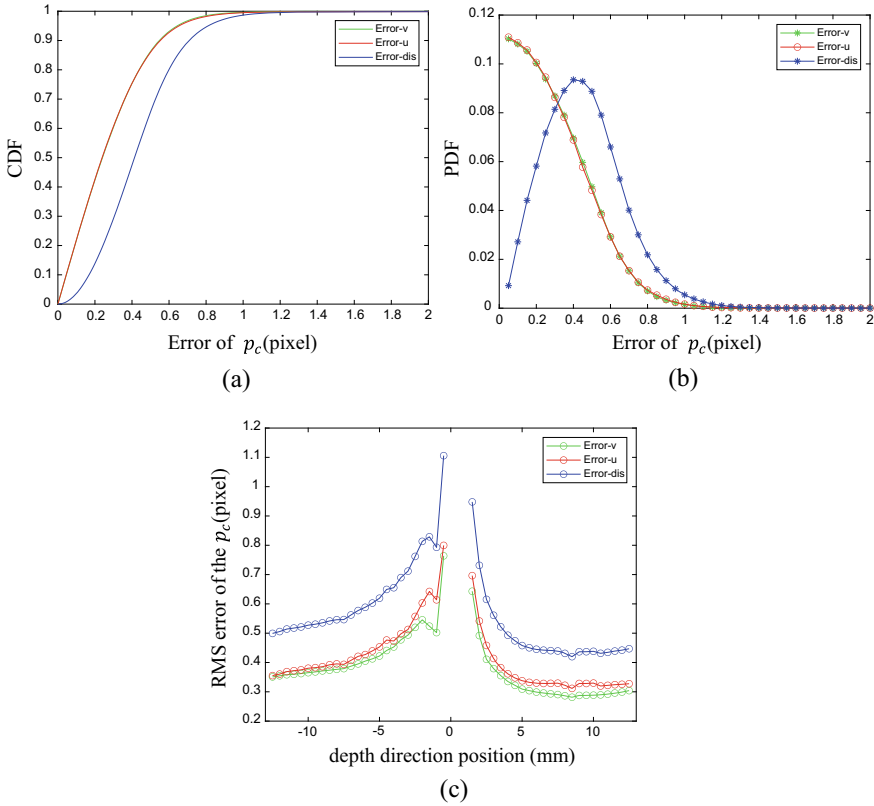 1
0.9
0.8
0.7
0.6
0.5
0.4
0.3
0.2
0.1
0
CDF
Error-v
Error-u
Error-dis
0 0.2 0.4 0.6 0.8 1 1.2 1.4 1.6 1.8 2
Error of p_c(pixel)
(a)
0.12
0.1
0.08
0.06
0.04
0.02
0
PDF
Error-v
Error-u
Error-dis
0 0.2 0.4 0.6 0.8 1 1.2 1.4 1.6 1.8 2
Error of p_c(pixel)
(b)
1.2
1.1
1
0.9
0.8
0.7
0.6
0.5
0.4
0.3
0.2
RMS error of the p_c(pixel)
Error-v
Error-u
Error-dis
-10 -5 0 5 10
depth direction position (mm)
(c)